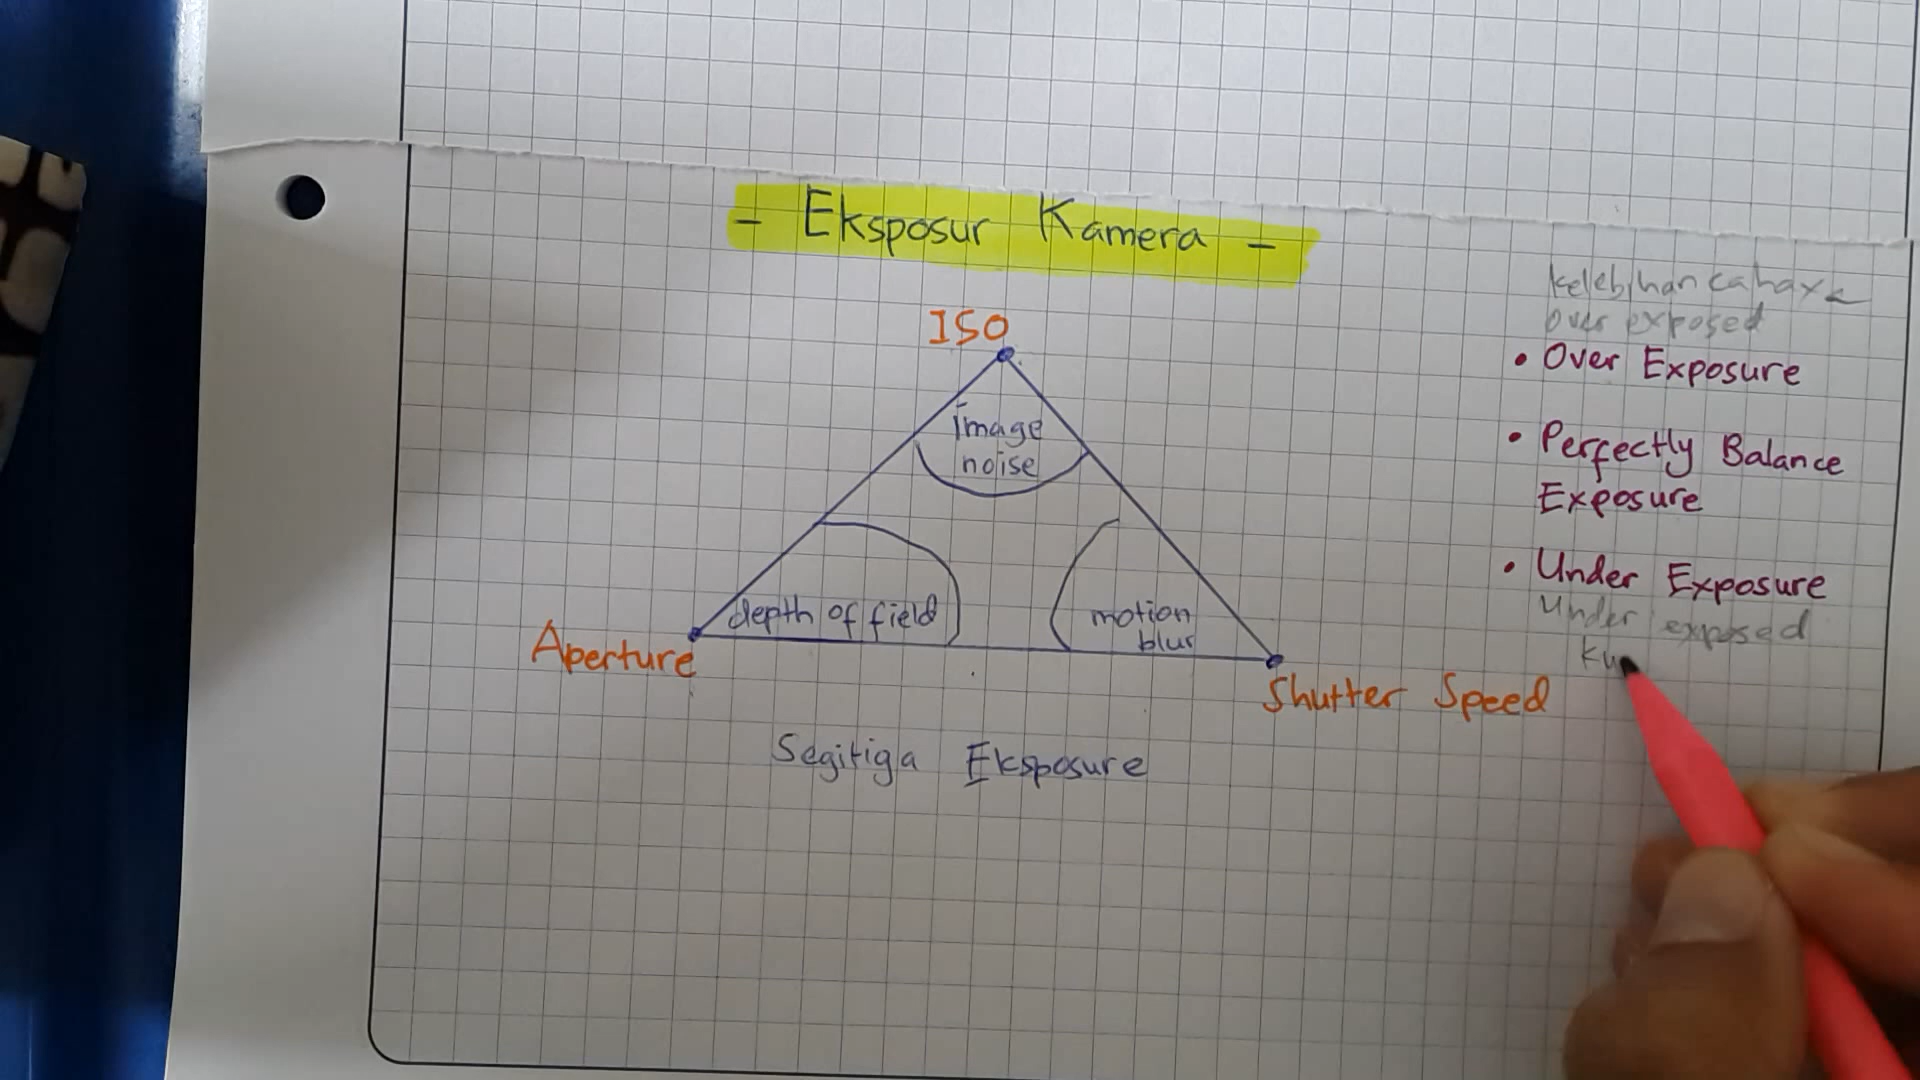 - Eksposur Kamera -
ISO
image
noise
depth of field
motion
blur
Aperture
Shutter Speed
Segitiga Eksposure
kelebihan cahaya
over exposed
• Over Exposure
• Perfectly Balance
Exposure
• Under Exposure
Under exposed
Ku